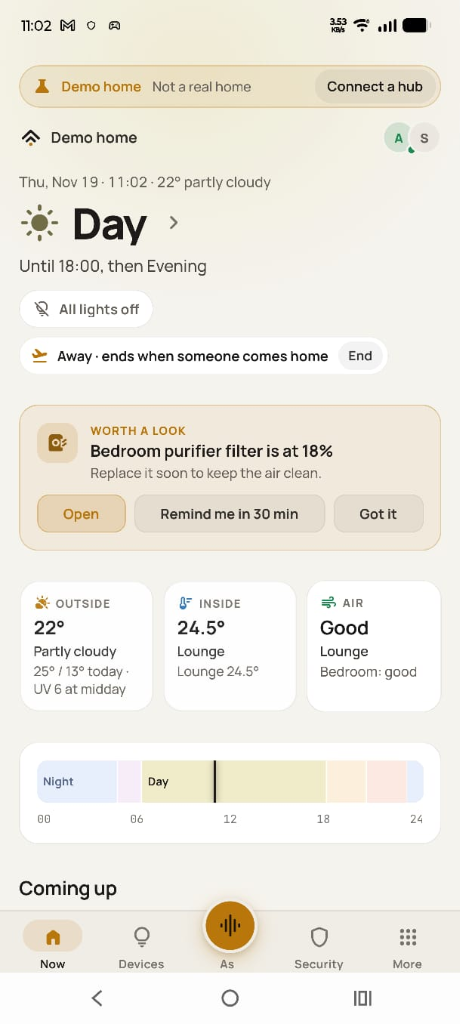 11:02
3.53
KB/s
Demo home Not a real home Connect a hub
Demo home
A S
Thu, Nov 19 · 11:02 · 22° partly cloudy
Day
Until 18:00, then Evening
All lights off
Away · ends when someone comes home End
WORTH A LOOK
Bedroom purifier filter is at 18%
Replace it soon to keep the air clean.
Open Remind me in 30 min Got it
OUTSIDE
22°
Partly cloudy
25° / 13° today ·
UV 6 at midday
INSIDE
24.5°
Lounge
Lounge 24.5°
AIR
Good
Lounge
Bedroom: good
Night Day
00 06 12 18 24
Coming up
Now Devices As Security More